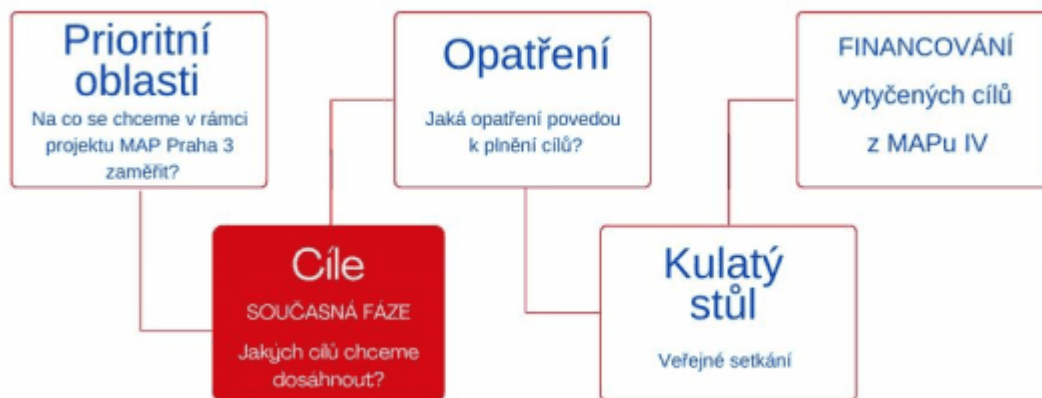 Prioritní
oblasti
Na co se chceme v rámci
projektu MAP Praha 3
zaměřit?
Cíle
SOUČASNÁ FÁZE
Jakých cílů chceme
dosáhnout?
Opatření
Jaká opatření povedou
k plnění cílů?
Kulatý
stůl
Veřejné setkání
FINANCOVÁNÍ
vytyčených cílů
z MAPu IV